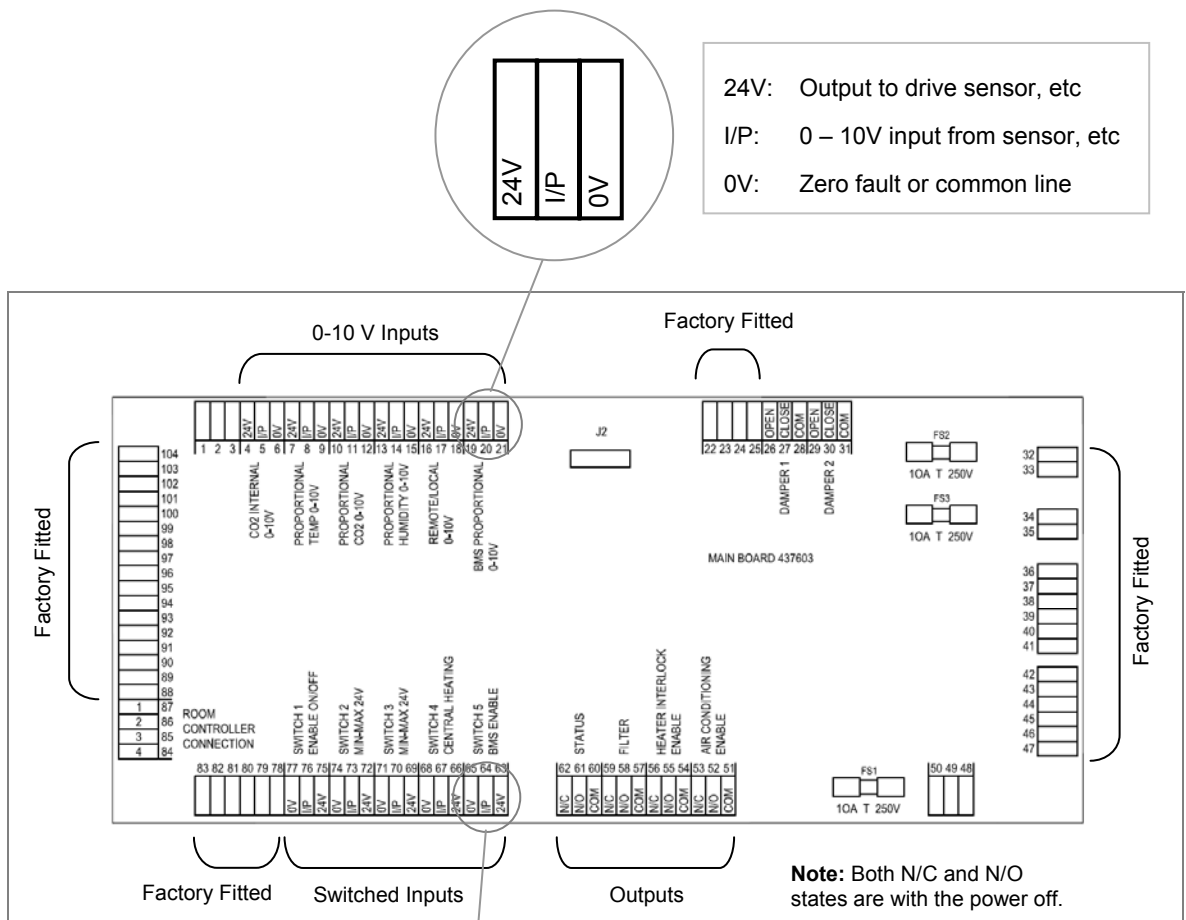 24V
I/P
0V
24V: Output to drive sensor, etc
I/P: 0 – 10V input from sensor, etc
0V: Zero fault or common line
0-10 V Inputs
Factory Fitted
24V I/P 0V 24V I/P 0V 24V I/P 0V 24V I/P 0V 24V I/P 0V 24V I/P 0V
1 2 3 4 5 6 7 8 9 10 11 12 13 14 15 16 17 18 19 20 21
CO2 INTERNAL
0-10V
PROPORTIONAL
TEMP 0-10V
PROPORTIONAL
CO2 0-10V
PROPORTIONAL
HUMIDITY 0-10V
REMOTE/LOCAL
0-10V
BMS PROPORTIONAL
0-10V
J2
OPEN CLOSE COM OPEN CLOSE COM
22 23 24 25 26 27 28 29 30 31
DAMPER 1
DAMPER 2
FS2
10A T 250V
FS3
10A T 250V
MAIN BOARD 437603
Factory Fitted
104
103
102
101
100
99
98
97
96
95
94
93
92
91
90
89
88
1 87
2 86
3 85
4 84
ROOM
CONTROLLER
CONNECTION
32
33
34
35
36
37
38
39
40
41
42
43
44
45
46
47
Factory Fitted
SWITCH 1
ENABLE ON/OFF
SWITCH 2
MIN-MAX 24V
SWITCH 3
MIN-MAX 24V
SWITCH 4
CENTRAL HEATING
SWITCH 5
BMS ENABLE
STATUS
FILTER
HEATER INTERLOCK
ENABLE
AIR CONDITIONING
ENABLE
83 82 81 80 79 78 77 76 75 74 73 72 71 70 69 68 67 66 65 64 63
0V I/P 24V 0V I/P 24V 0V I/P 24V 0V I/P 24V 0V I/P 24V
62 61 60 59 58 57 56 55 54 53 52 51
N/C N/O COM N/C N/O COM N/C N/O COM N/C N/O COM
FS1
10A T 250V
50 49 48
Factory Fitted
Switched Inputs
Outputs
Note: Both N/C and N/O
states are with the power off.